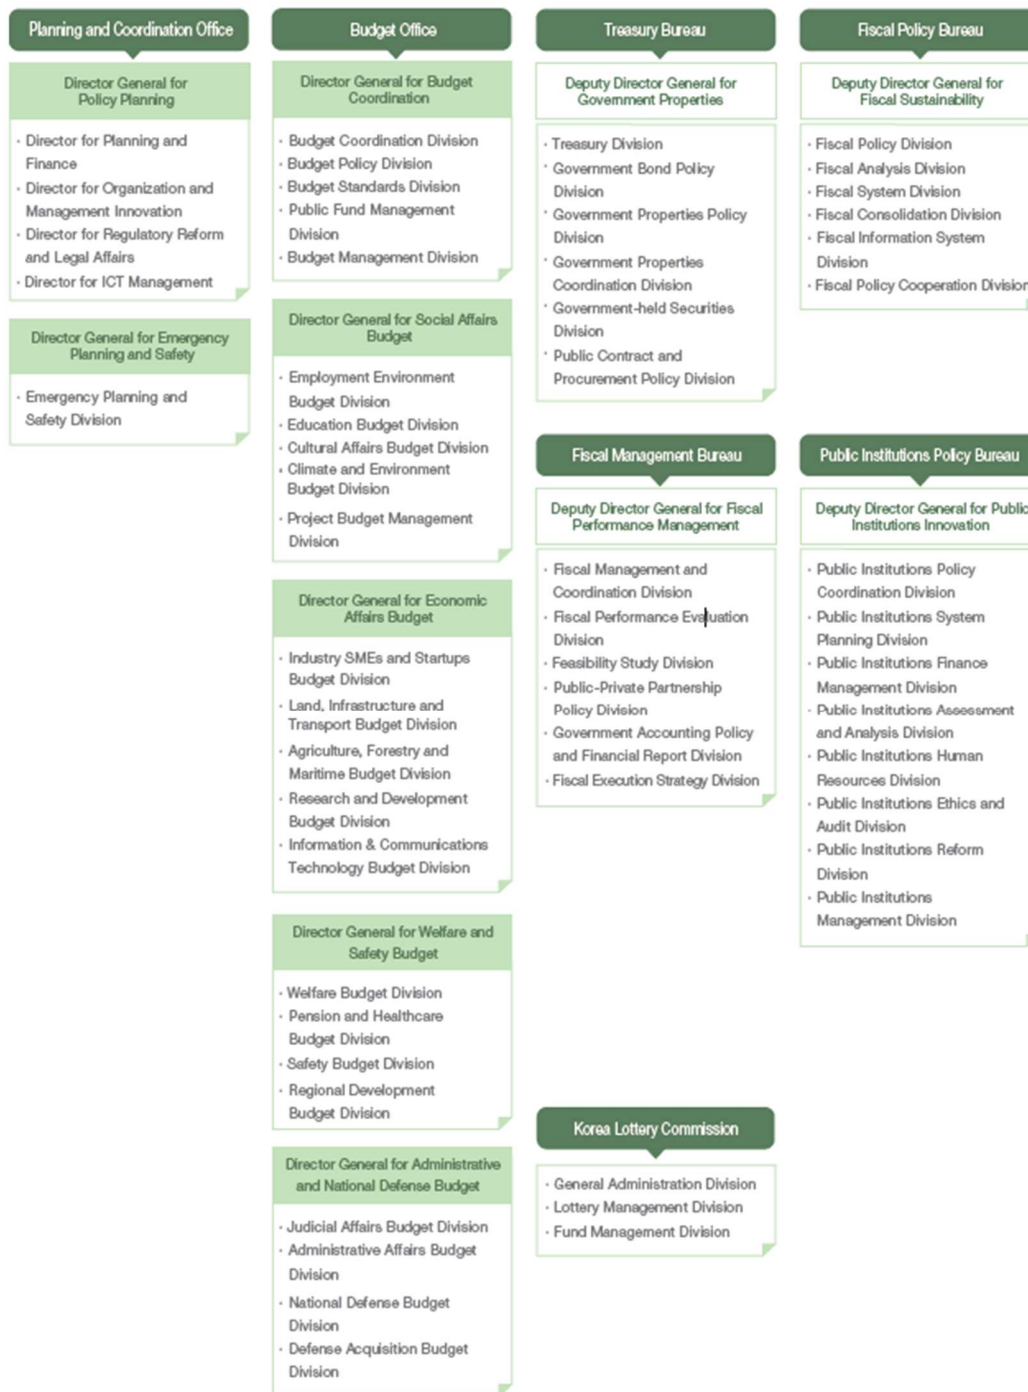 Planning and Coordination Office
Director General for
Policy Planning
· Director for Planning and
Finance
· Director for Organization and
Management Innovation
· Director for Regulatory Reform
and Legal Affairs
· Director for ICT Management
Director General for Emergency
Planning and Safety
· Emergency Planning and
Safety Division
Budget Office
Director General for Budget
Coordination
· Budget Coordination Division
· Budget Policy Division
· Budget Standards Division
· Public Fund Management
Division
· Budget Management Division
Director General for Social Affairs
Budget
· Employment Environment
Budget Division
· Education Budget Division
· Cultural Affairs Budget Division
· Climate and Environment
Budget Division
· Project Budget Management
Division
Director General for Economic
Affairs Budget
· Industry SMEs and Startups
Budget Division
· Land, Infrastructure and
Transport Budget Division
· Agriculture, Forestry and
Maritime Budget Division
· Research and Development
Budget Division
· Information & Communications
Technology Budget Division
Director General for Welfare and
Safety Budget
· Welfare Budget Division
· Pension and Healthcare
Budget Division
· Safety Budget Division
· Regional Development
Budget Division
Director General for Administrative
and National Defense Budget
· Judicial Affairs Budget Division
· Administrative Affairs Budget
Division
· National Defense Budget
Division
· Defense Acquisition Budget
Division
Treasury Bureau
Deputy Director General for
Government Properties
· Treasury Division
· Government Bond Policy
Division
· Government Properties Policy
Division
· Government Properties
Coordination Division
· Government-held Securities
Division
· Public Contract and
Procurement Policy Division
Fiscal Management Bureau
Deputy Director General for Fiscal
Performance Management
· Fiscal Management and
Coordination Division
· Fiscal Performance Evaluation
Division
· Feasibility Study Division
· Public-Private Partnership
Policy Division
· Government Accounting Policy
and Financial Report Division
· Fiscal Execution Strategy Division
Korea Lottery Commission
· General Administration Division
· Lottery Management Division
· Fund Management Division
Fiscal Policy Bureau
Deputy Director General for
Fiscal Sustainability
· Fiscal Policy Division
· Fiscal Analysis Division
· Fiscal System Division
· Fiscal Consolidation Division
· Fiscal Information System
Division
· Fiscal Policy Cooperation Division
Public Institutions Policy Bureau
Deputy Director General for Public
Institutions Innovation
· Public Institutions Policy
Coordination Division
· Public Institutions System
Planning Division
· Public Institutions Finance
Management Division
· Public Institutions Assessment
and Analysis Division
· Public Institutions Human
Resources Division
· Public Institutions Ethics and
Audit Division
· Public Institutions Reform
Division
· Public Institutions
Management Division